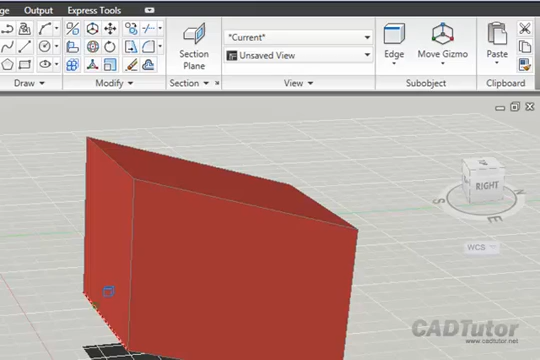 ge Output Express Tools
*Current*
Unsaved View
Section
Plane
Edge
Move Gizmo
Paste
Draw
Modify
Section
View
Subobject
Clipboard
RIGHT
S
E
N
WCS
CADTutor
www.cadtutor.net